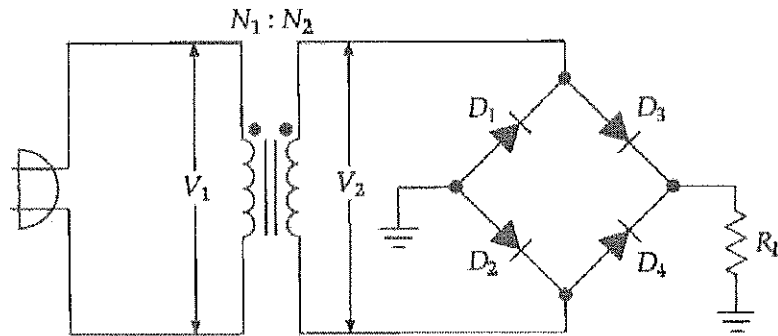 N₁ : N₂
D₁
D₃
V₁
V₂
D₂
D₄
Rₗ